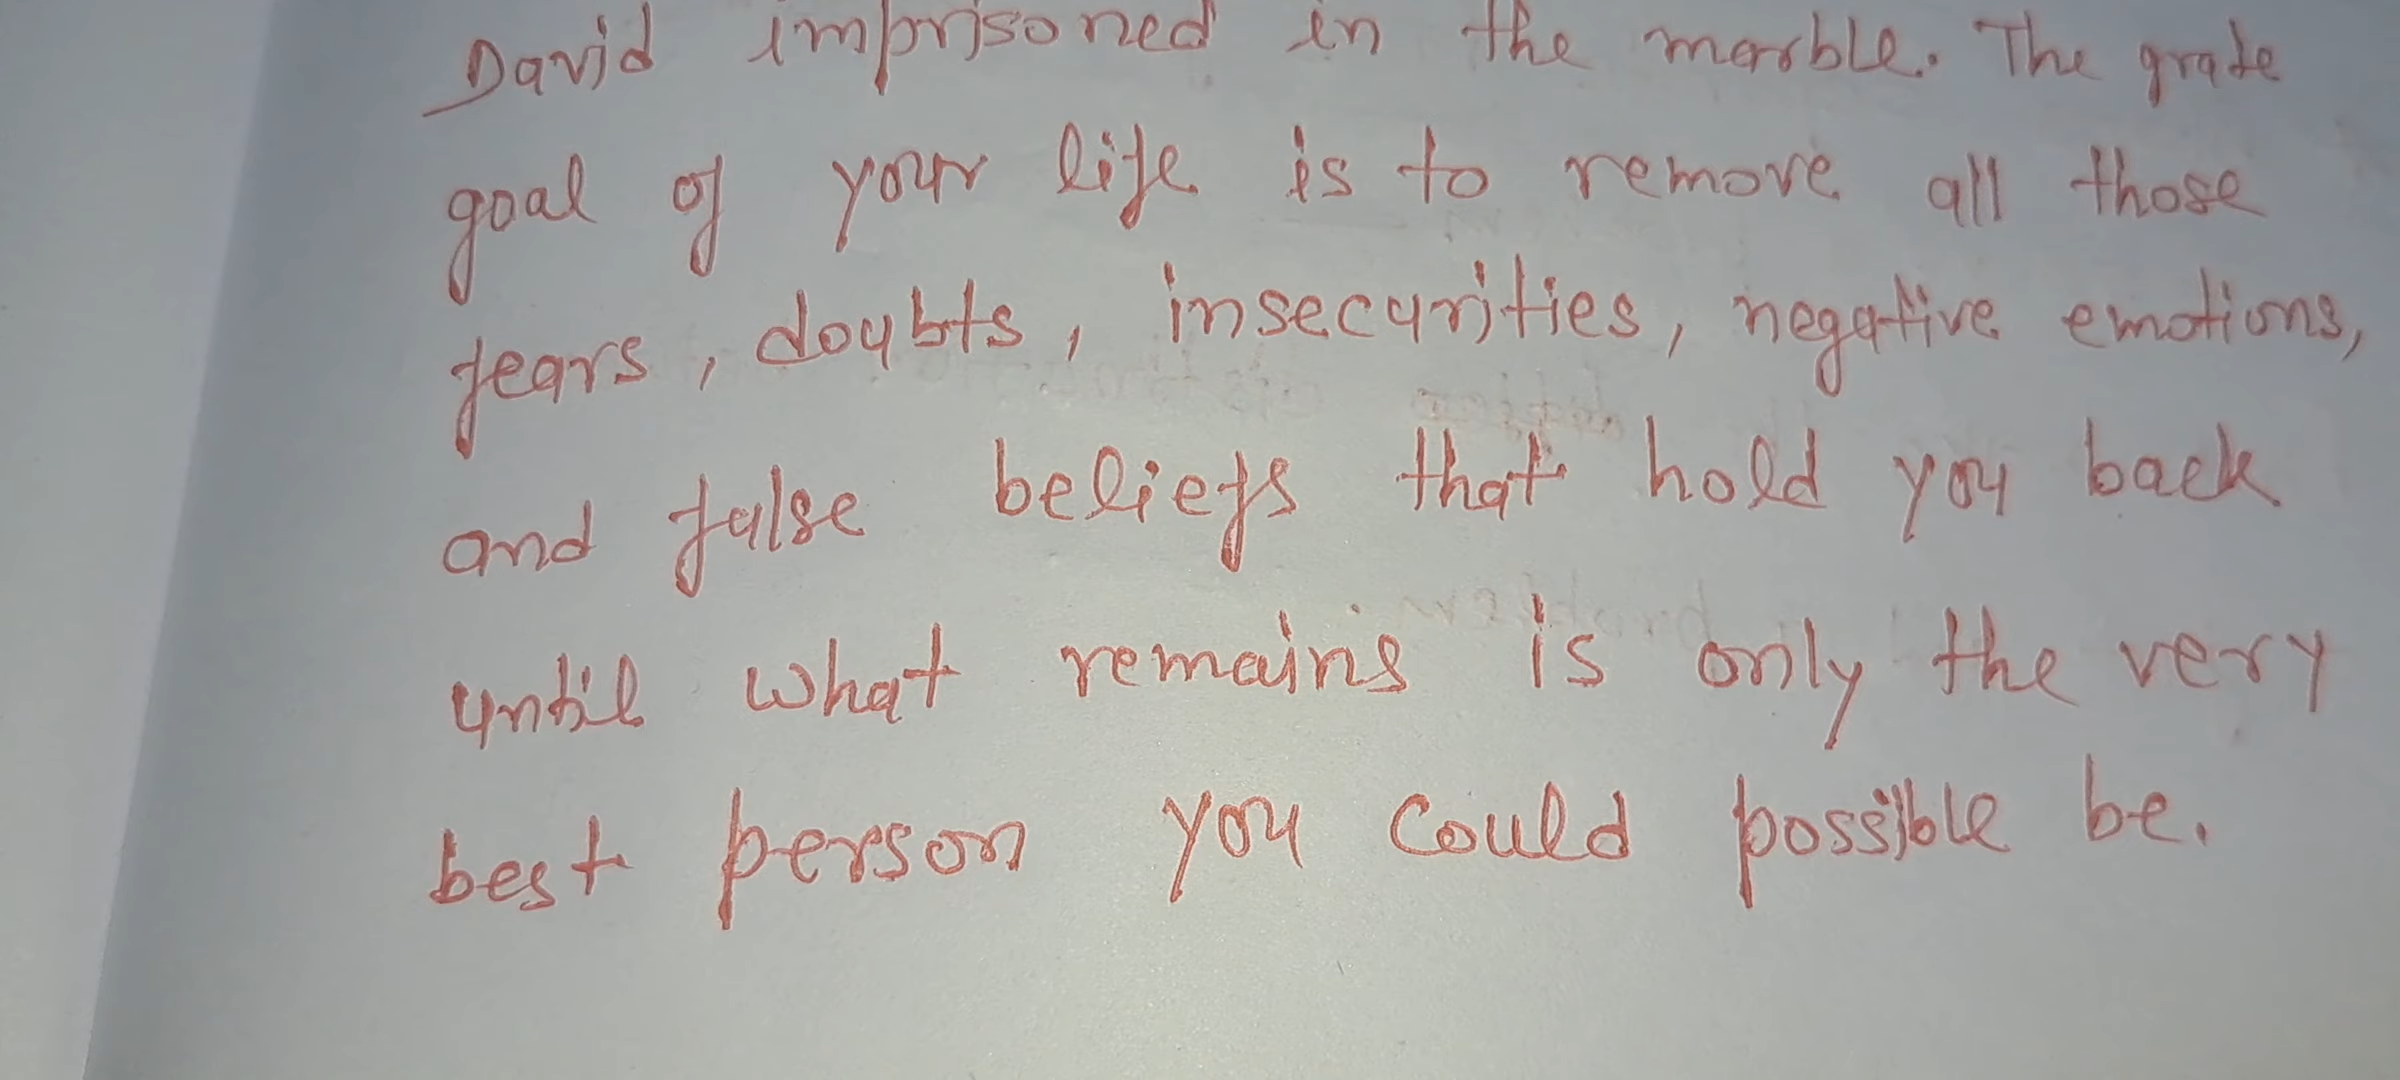 David imprisoned in the marble. The grate
goal of your life is to remove all those
fears, doubts, insecurities, negative emotions,
and false beliefs that hold you back
until what remains is only the very
best person you could possible be.